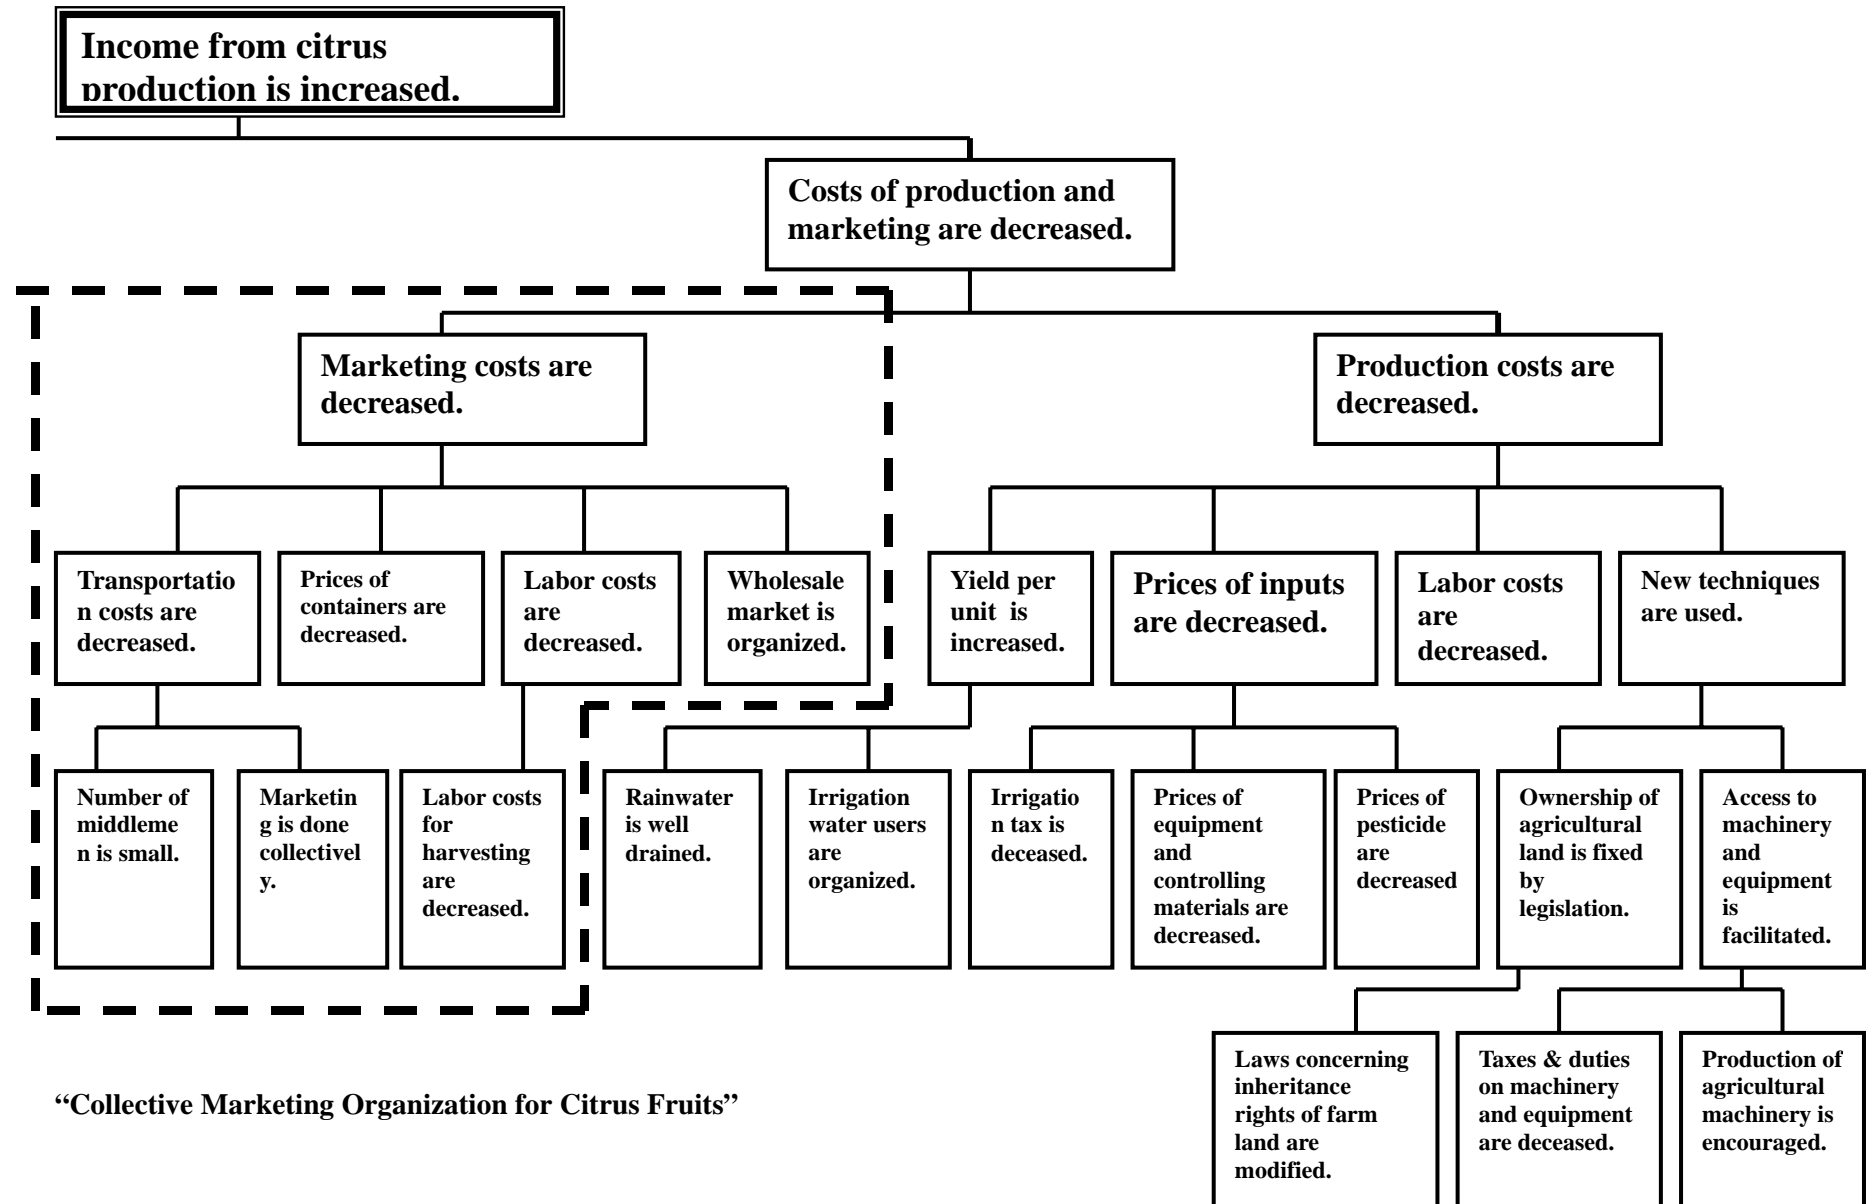 Income from citrus
production is increased.
Costs of production and
marketing are decreased.
Marketing costs are
decreased.
Production costs are
decreased.
Transportatio
n costs are
decreased.
Prices of
containers are
decreased.
Labor costs
are
decreased.
Wholesale
market is
organized.
Yield per
unit is
increased.
Prices of inputs
are decreased.
Labor costs
are
decreased.
New techniques
are used.
Number of
middleme
n is small.
Marketin
g is done
collectivel
y.
Labor costs
for
harvesting
are
decreased.
Rainwater
is well
drained.
Irrigation
water users
are
organized.
Irrigatio
n tax is
deceased.
Prices of
equipment
and
controlling
materials are
decreased.
Prices of
pesticide
are
decreased
Ownership of
agricultural
land is fixed
by
legislation.
Access to
machinery
and
equipment
is
facilitated.
Laws concerning
inheritance
rights of farm
land are
modified.
Taxes & duties
on machinery
and equipment
are deceased.
Production of
agricultural
machinery is
encouraged.
“Collective Marketing Organization for Citrus Fruits”